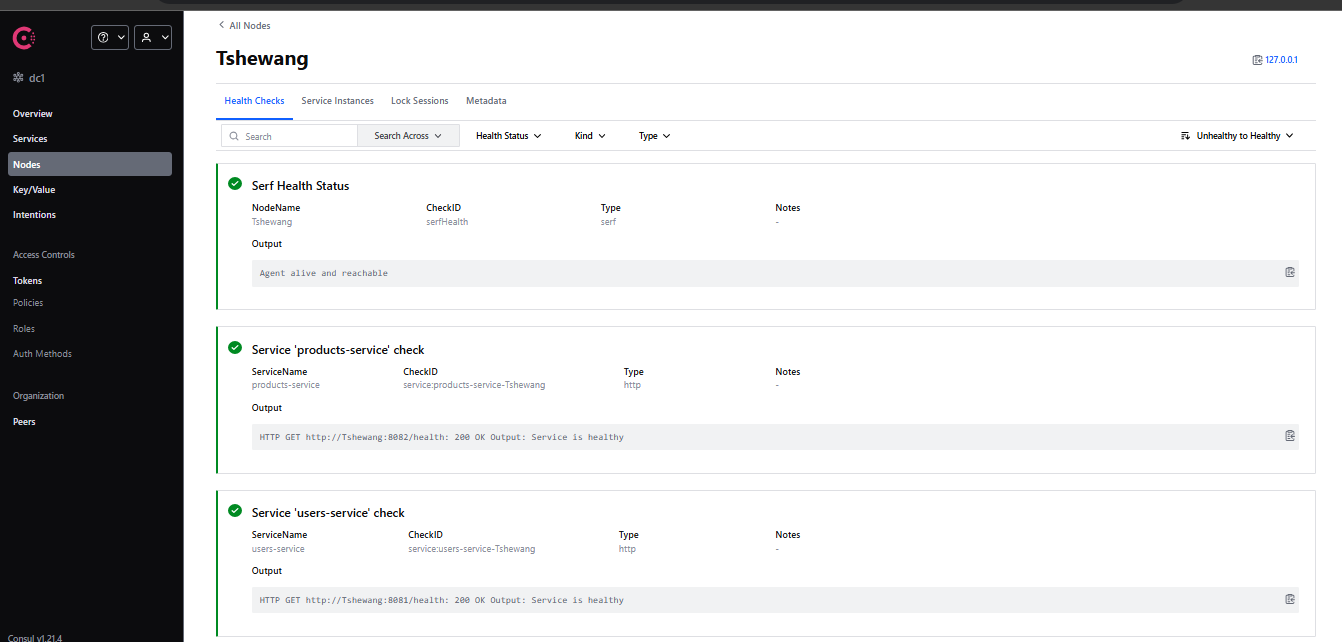 dc1
Overview
Services
Nodes
Key/Value
Intentions
Access Controls
Tokens
Policies
Roles
Auth Methods
Organization
Peers
Consul v1.21.4
All Nodes
Tshewang
127.0.0.1
Health Checks Service Instances Lock Sessions Metadata
Search Search Across Health Status Kind Type Unhealthy to Healthy
Serf Health Status
NodeName CheckID Type Notes
Tshewang serfHealth serf -
Output
Agent alive and reachable
Service 'products-service' check
ServiceName CheckID Type Notes
products-service service:products-service-Tshewang http -
Output
HTTP GET http://Tshewang:8082/health: 200 OK Output: Service is healthy
Service 'users-service' check
ServiceName CheckID Type Notes
users-service service:users-service-Tshewang http -
Output
HTTP GET http://Tshewang:8081/health: 200 OK Output: Service is healthy